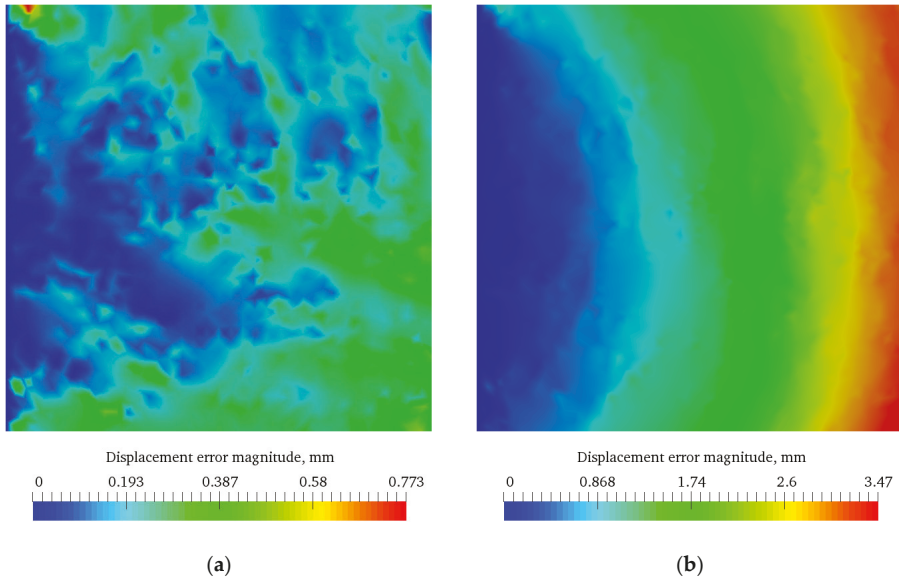 Displacement error magnitude, mm
0 0.193 0.387 0.58 0.773
(a)
Displacement error magnitude, mm
0 0.868 1.74 2.6 3.47
(b)